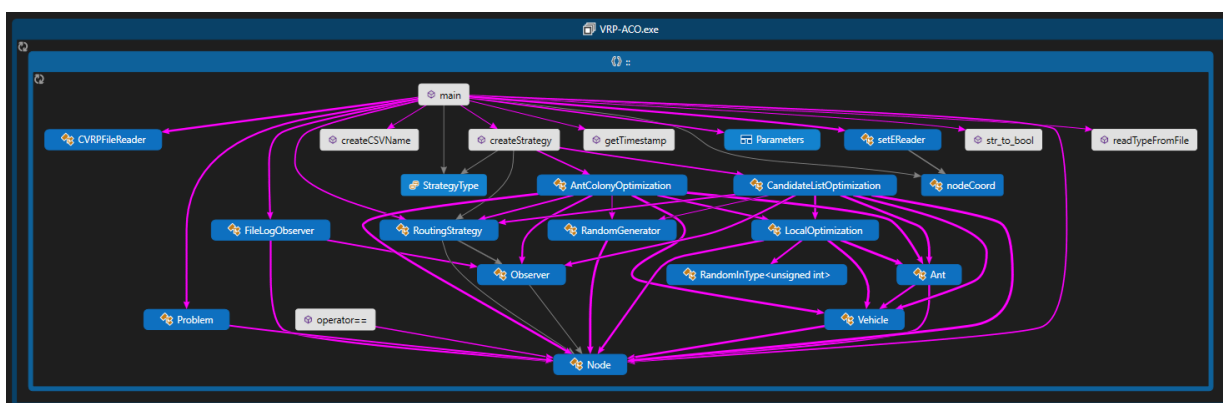 VRP-ACO.exe
::
main
CVRPFileReader
createCSVName
createStrategy
getTimestamp
Parameters
setEReader
str_to_bool
readTypeFromFile
StrategyType
AntColonyOptimization
CandidateListOptimization
nodeCoord
FileLogObserver
RoutingStrategy
RandomGenerator
LocalOptimization
Observer
RandomInType<unsigned int>
Ant
Problem
operator==
Vehicle
Node